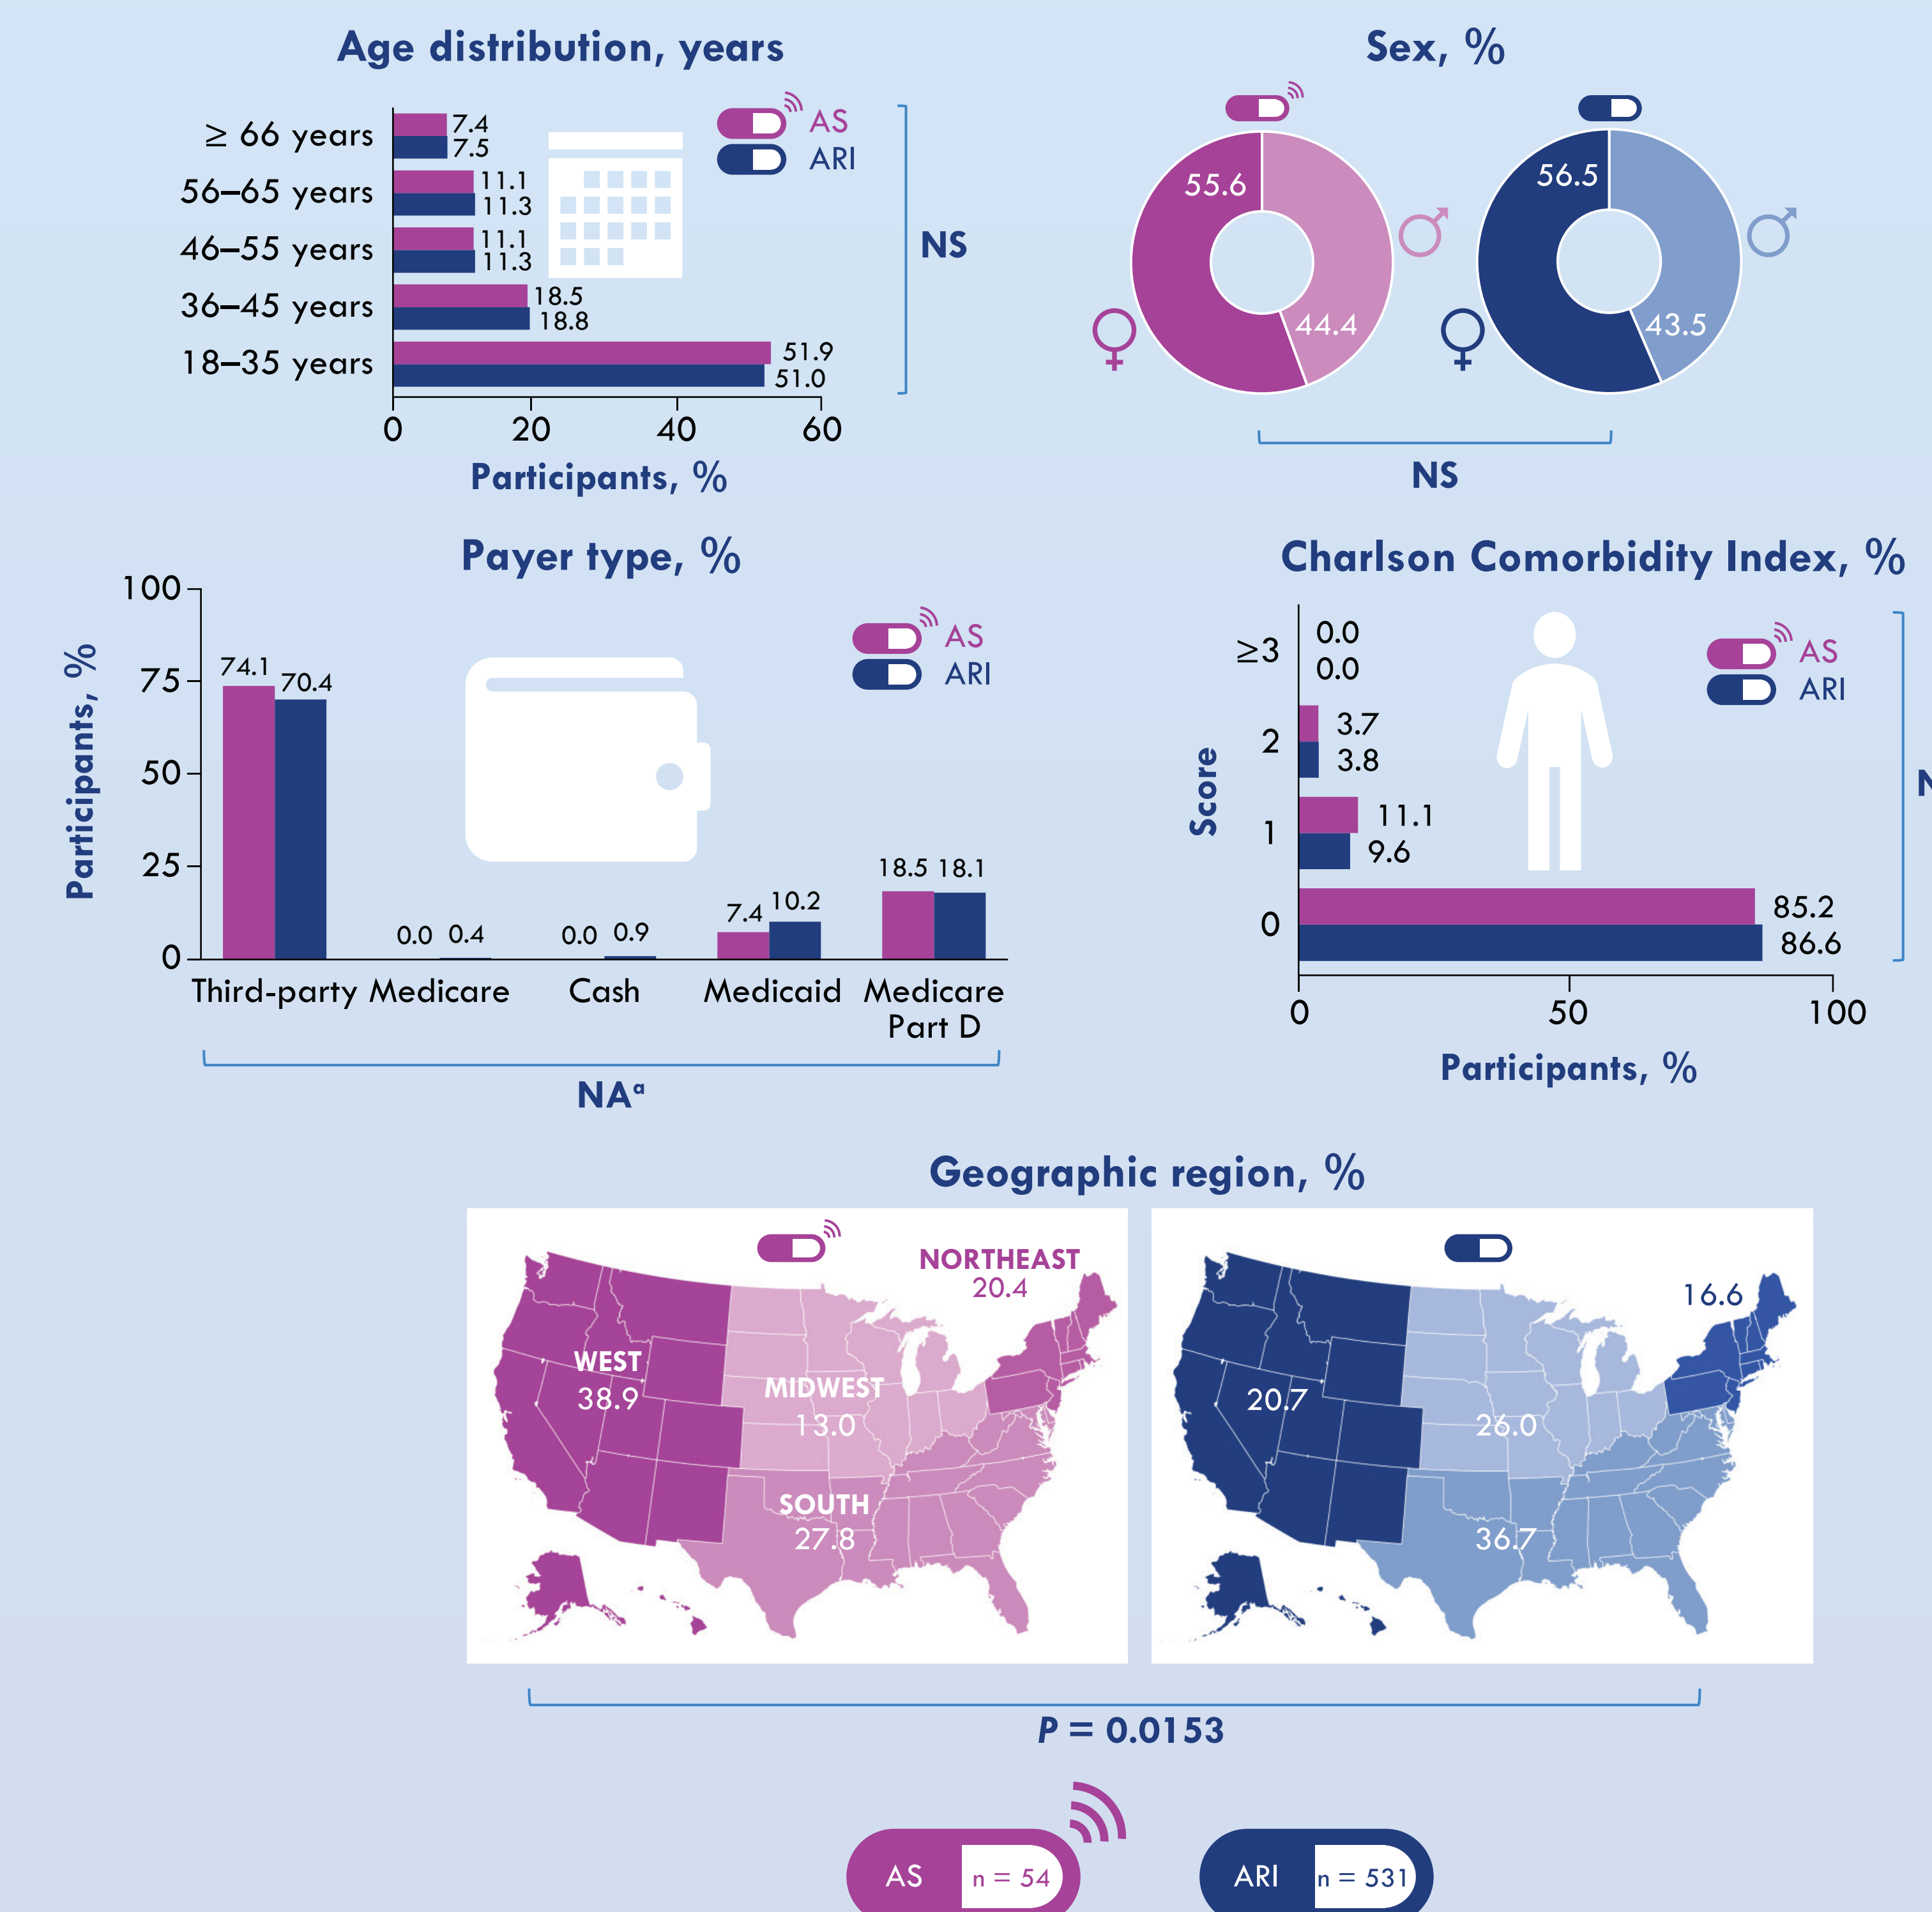 Age distribution, years
≥ 66 years
7.4
7.5
56–65 years
11.1
11.3
46–55 years
11.1
11.3
36–45 years
18.5
18.8
18–35 years
51.9
51.0
0 20 40 60
Participants, %
AS
ARI
NS
Sex, %
55.6
44.4
56.5
43.5
NS
Payer type, %
Participants, %
100
75
50
25
0
74.1 70.4
0.0 0.4
0.0 0.9
7.4 10.2
18.5 18.1
Third-party Medicare Cash Medicaid Medicare
Part D
AS
ARI
NAᵃ
Charlson Comorbidity Index, %
Score
≥3
0.0
0.0
2
3.7
3.8
1
11.1
9.6
0
85.2
86.6
0 50 100
Participants, %
AS
ARI
Geographic region, %
NORTHEAST
20.4
WEST
38.9
MIDWEST
13.0
SOUTH
27.8
16.6
20.7
26.0
36.7
P = 0.0153
AS n = 54
ARI n = 531